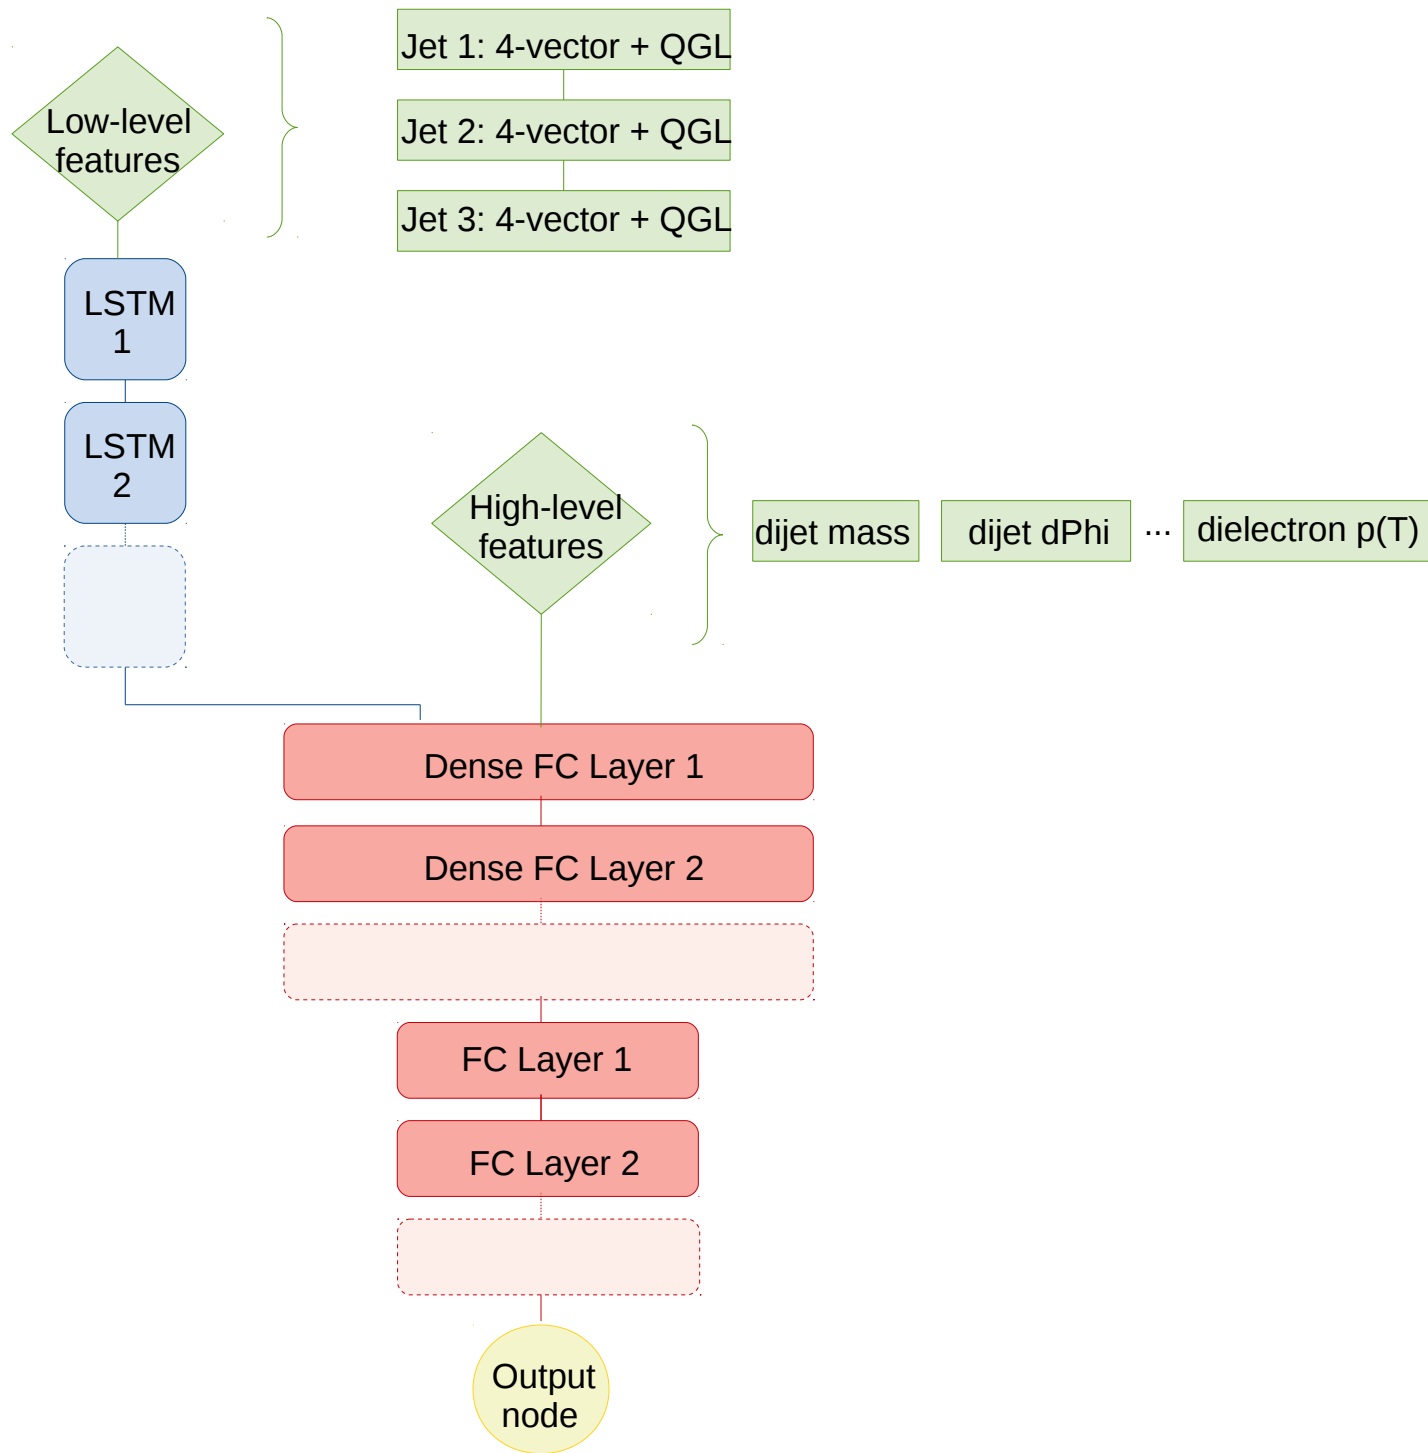 Low-level
features
Jet 1: 4-vector + QGL
Jet 2: 4-vector + QGL
Jet 3: 4-vector + QGL
LSTM
1
LSTM
2
High-level
features
dijet mass
dijet dPhi
...
dielectron p(T)
Dense FC Layer 1
Dense FC Layer 2
FC Layer 1
FC Layer 2
Output
node